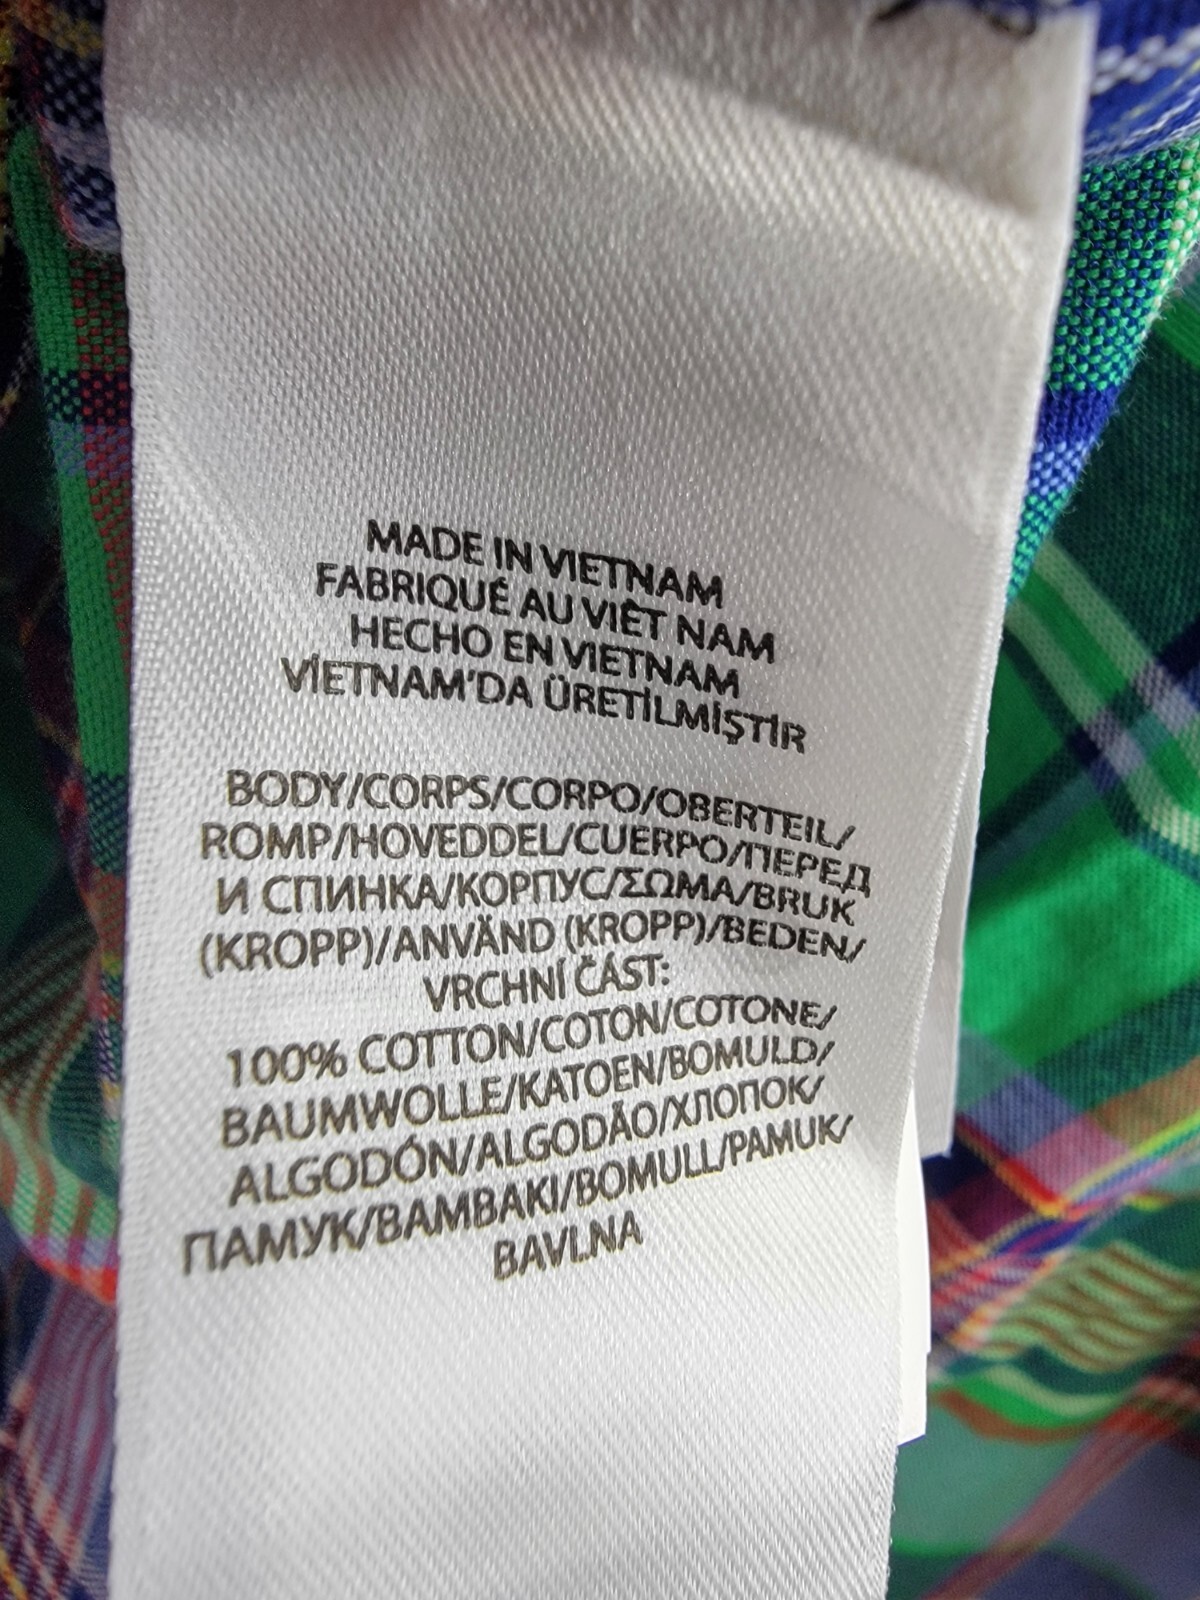 MADE IN VIETNAM
FABRIQUÉ AU VIÊT NAM
HECHO EN VIETNAM
VİETNAM'DA ÜRETİLMİŞTİR
BODY/CORPS/CORPO/OBERTEIL/
ROMP/HOVEDDEL/CUERPO/ПЕРЕД
И СПИНКА/КОРПУС/ΣΩΜΑ/BRUK
(KROPP)/ANVÄND (KROPP)/BEDEN/
VRCHNÍ ČÁST:
100% COTTON/COTON/COTONE/
BAUMWOLLE/KATOEN/BOMULD/
ALGODÓN/ALGODÃO/ХЛОПОК/
ПАМУК/ΒΑΜΒΑΚΙ/BOMULL/PAMUK/
BAVLNA